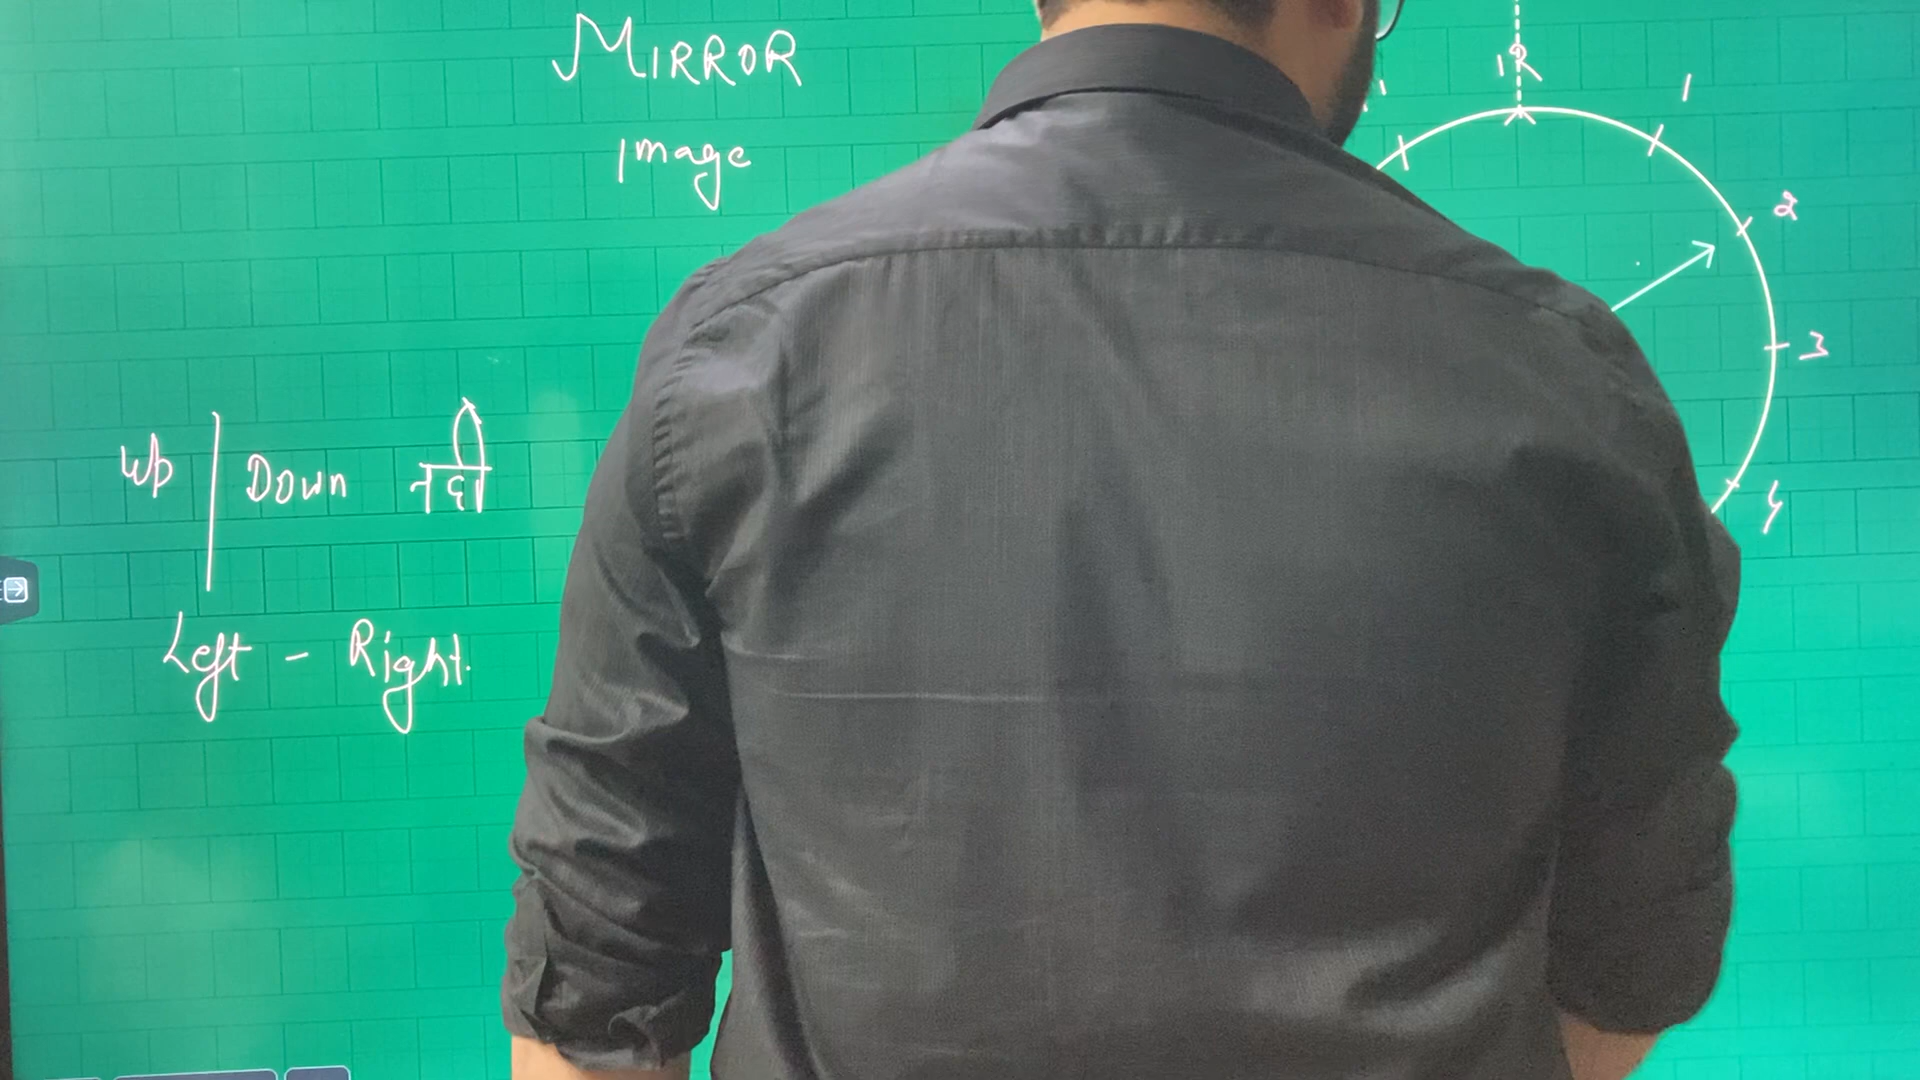 MIRROR
image
up | Down नहीं
Left - Right.
12
1
2
3
4